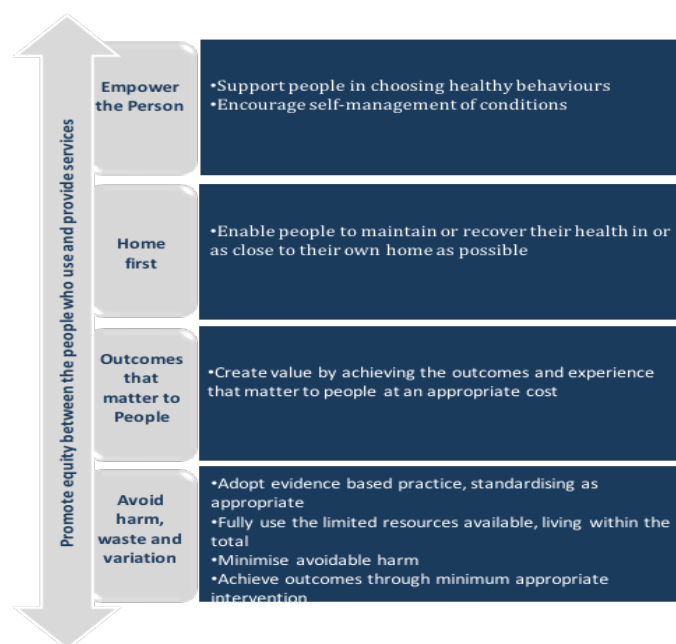 Promote equity between the people who use and provide services
Empower
the Person
•Support people in choosing healthy behaviours
•Encourage self-management of conditions
Home
first
•Enable people to maintain or recover their health in or
as close to their own home as possible
Outcomes
that
matter to
People
•Create value by achieving the outcomes and experience
that matter to people at an appropriate cost
Avoid
harm,
waste and
variation
•Adopt evidence based practice, standardising as
appropriate
•Fully use the limited resources available, living within the
total
•Minimise avoidable harm
•Achieve outcomes through minimum appropriate
intervention